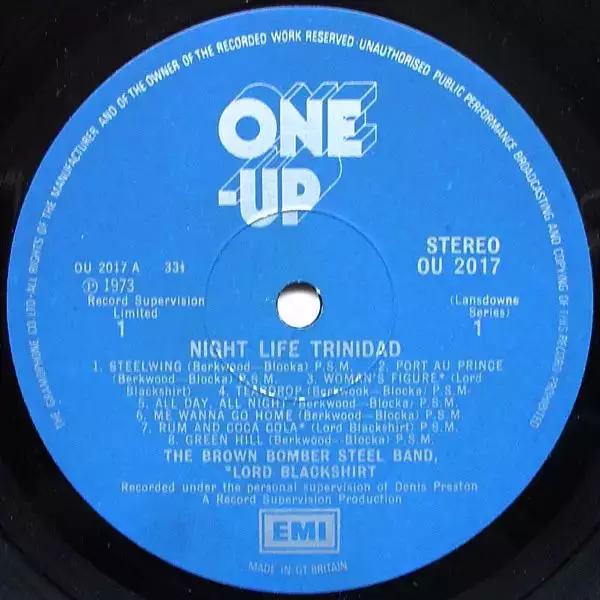 THE GRAMOPHONE CO. LTD · ALL RIGHTS OF THE MANUFACTURER AND OF THE OWNER OF THE RECORDED WORK RESERVED · UNAUTHORISED PUBLIC PERFORMANCE BROADCASTING AND COPYING OF THIS RECORD PROHIBITED
ONE
-UP
STEREO
OU 2017
OU 2017 A 33⅓
Ⓟ 1973
Record Supervision
Limited
1
(Lansdowne
Series)
1
NIGHT LIFE TRINIDAD
1. STEELWING (Berkwood—Blocka) P.S.M. 2. PORT AU PRINCE
(Berkwood—Blocka) P.S.M. 3. WOMAN'S FIGURE* (Lord
Blackshirt) 4. TEARDROP (Berkwook—Blocka) P.S.M.
5. ALL DAY, ALL NIGHT (Berkwood—Blocka) P.S.M.
6. ME WANNA GO HOME (Berkwood—Blocka) P.S.M.
7. RUM AND COCA COLA* (Lord Blackshirt) P.S.M.
8. GREEN HILL (Berkwood—Blocka) P.S.M.
THE BROWN BOMBER STEEL BAND,
*LORD BLACKSHIRT
Recorded under the personal supervision of Denis Preston
A Record Supervision Production
EMI
MADE IN GT BRITAIN